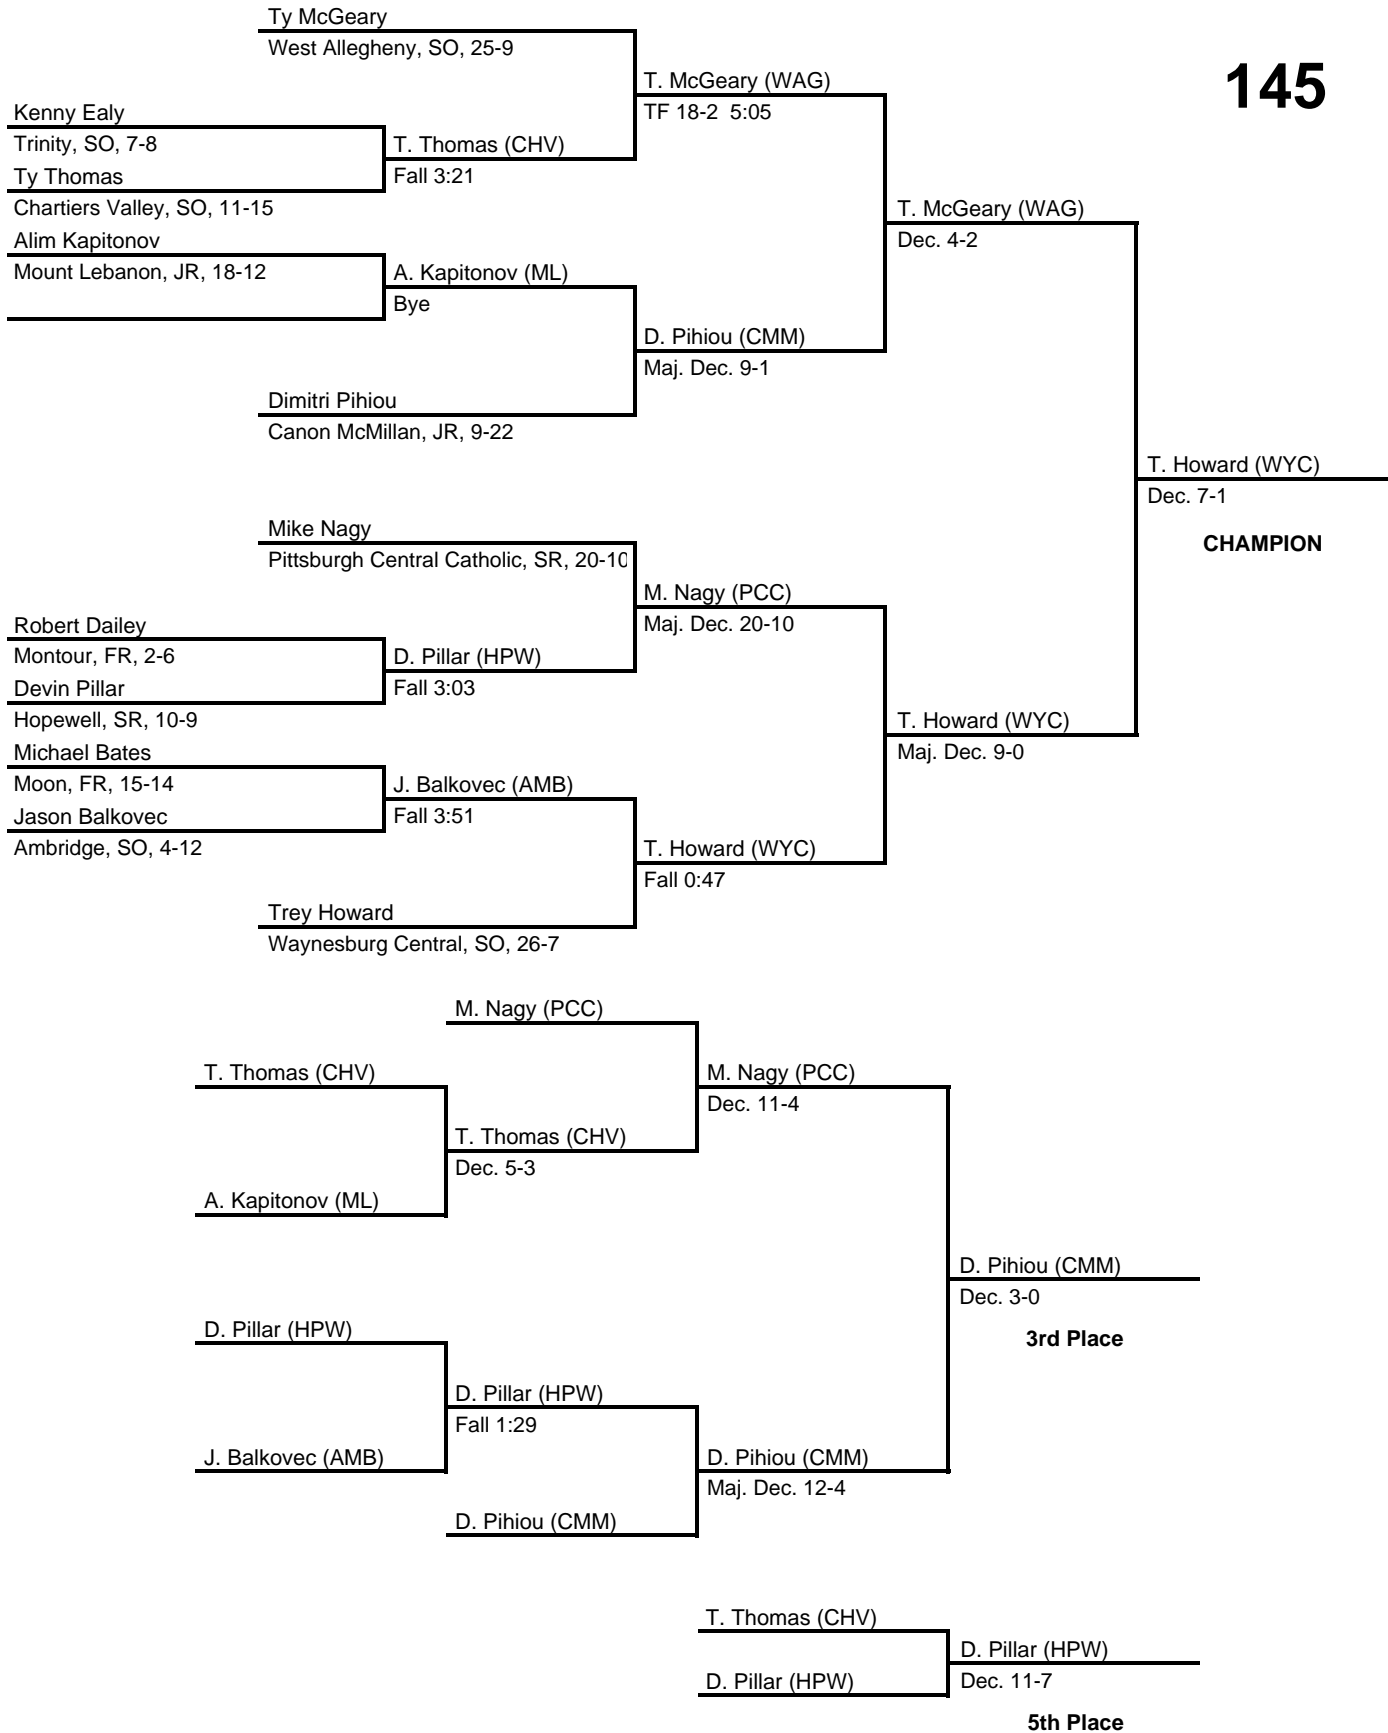 Ty McGeary
West Allegheny, SO, 25-9
145
T. McGeary (WAG)
TF 18-2  5:05
Kenny Ealy
Trinity, SO, 7-8
T. Thomas (CHV)
Fall 3:21
Ty Thomas
Chartiers Valley, SO, 11-15
T. McGeary (WAG)
Dec. 4-2
Alim Kapitonov
Mount Lebanon, JR, 18-12
A. Kapitonov (ML)
Bye
D. Pihiou (CMM)
Maj. Dec. 9-1
Dimitri Pihiou
Canon McMillan, JR, 9-22
T. Howard (WYC)
Dec. 7-1
CHAMPION
Mike Nagy
Pittsburgh Central Catholic, SR, 20-10
M. Nagy (PCC)
Maj. Dec. 20-10
Robert Dailey
Montour, FR, 2-6
D. Pillar (HPW)
Fall 3:03
Devin Pillar
Hopewell, SR, 10-9
T. Howard (WYC)
Maj. Dec. 9-0
Michael Bates
Moon, FR, 15-14
J. Balkovec (AMB)
Fall 3:51
Jason Balkovec
Ambridge, SO, 4-12
T. Howard (WYC)
Fall 0:47
Trey Howard
Waynesburg Central, SO, 26-7
M. Nagy (PCC)
T. Thomas (CHV)
M. Nagy (PCC)
Dec. 11-4
T. Thomas (CHV)
Dec. 5-3
A. Kapitonov (ML)
D. Pihiou (CMM)
Dec. 3-0
3rd Place
D. Pillar (HPW)
D. Pillar (HPW)
Fall 1:29
J. Balkovec (AMB)
D. Pihiou (CMM)
Maj. Dec. 12-4
D. Pihiou (CMM)
T. Thomas (CHV)
D. Pillar (HPW)
Dec. 11-7
D. Pillar (HPW)
5th Place